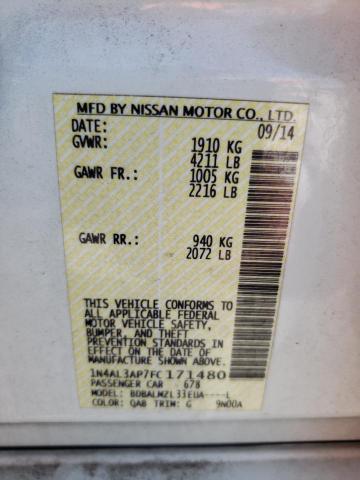 MFD BY NISSAN MOTOR CO., LTD.
DATE: 09/14
GVWR: 1910 KG
4211 LB
GAWR FR.: 1005 KG
2216 LB
GAWR RR.: 940 KG
2072 LB
THIS VEHICLE CONFORMS TO
ALL APPLICABLE FEDERAL
MOTOR VEHICLE SAFETY,
BUMPER, AND THEFT
PREVENTION STANDARDS
IN EFFECT ON THE DATE OF
MANUFACTURE SHOWN ABOVE.
1N4AL3AP7FC171480
PASSENGER CAR 678
MODEL: BDBALMZL33EUA----L
COLOR: QAB TRIM: G 9N00A